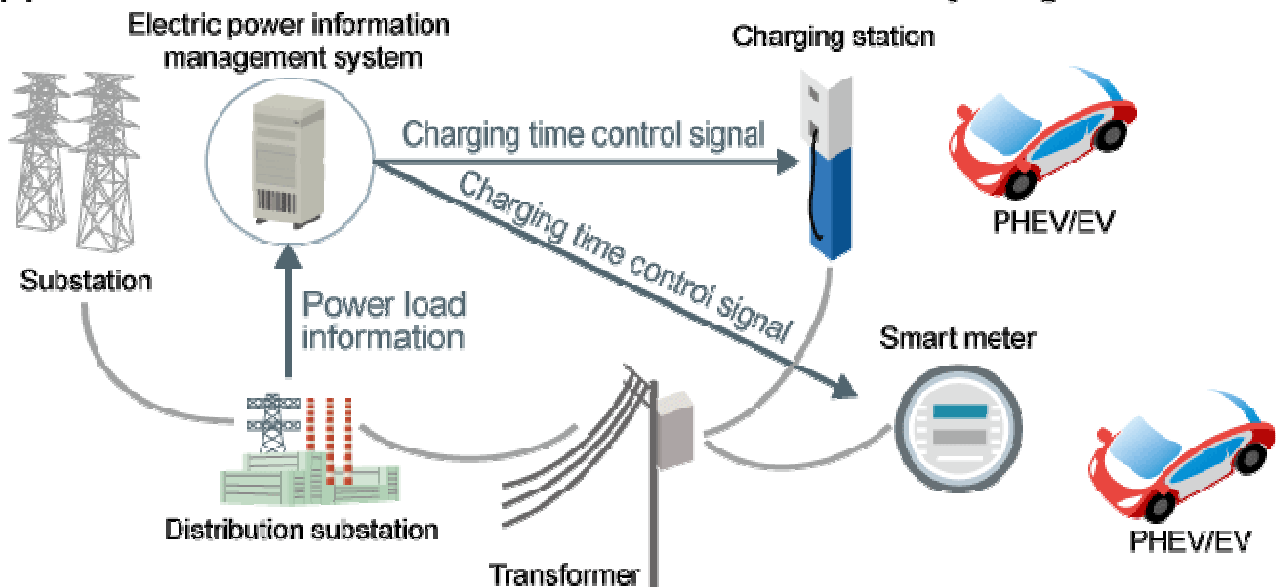 Electric power information
management system
Charging station
Charging time control signal
Charging time control signal
PHEV/EV
Substation
Power load
information
Smart meter
Distribution substation
Transformer
PHEV/EV